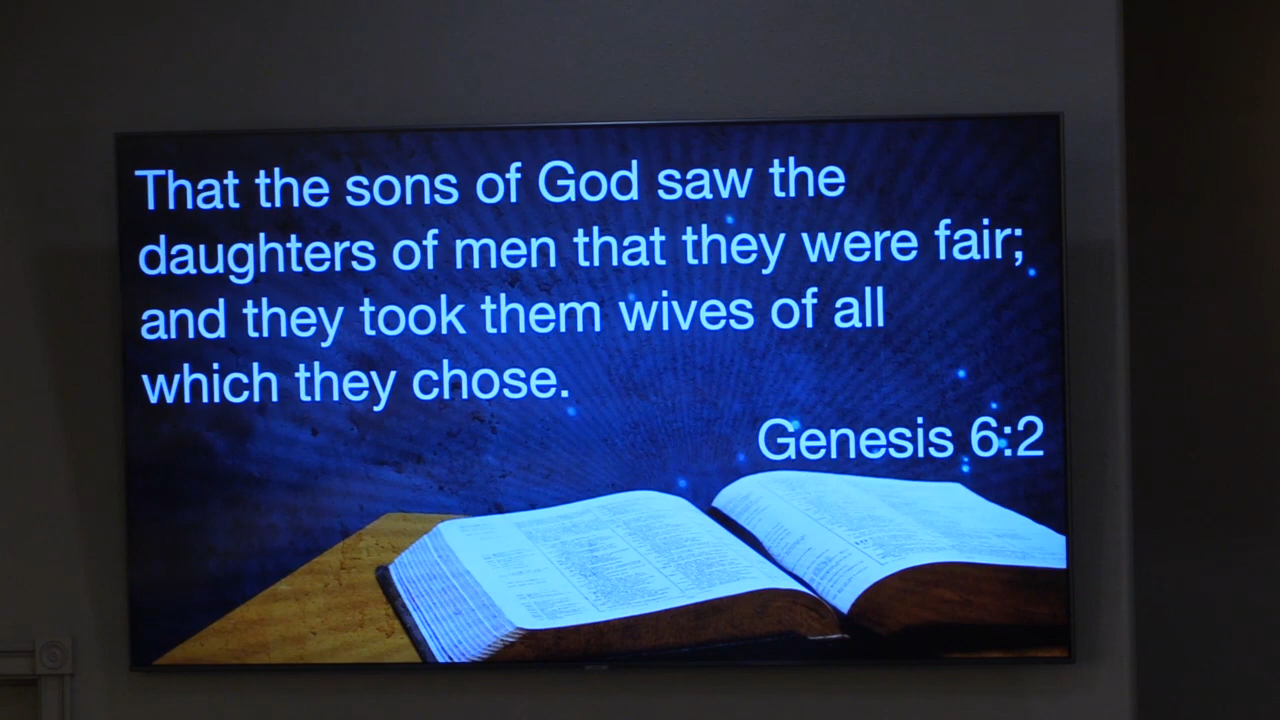 That the sons of God saw the
daughters of men that they were fair;
and they took them wives of all
which they chose.
Genesis 6:2